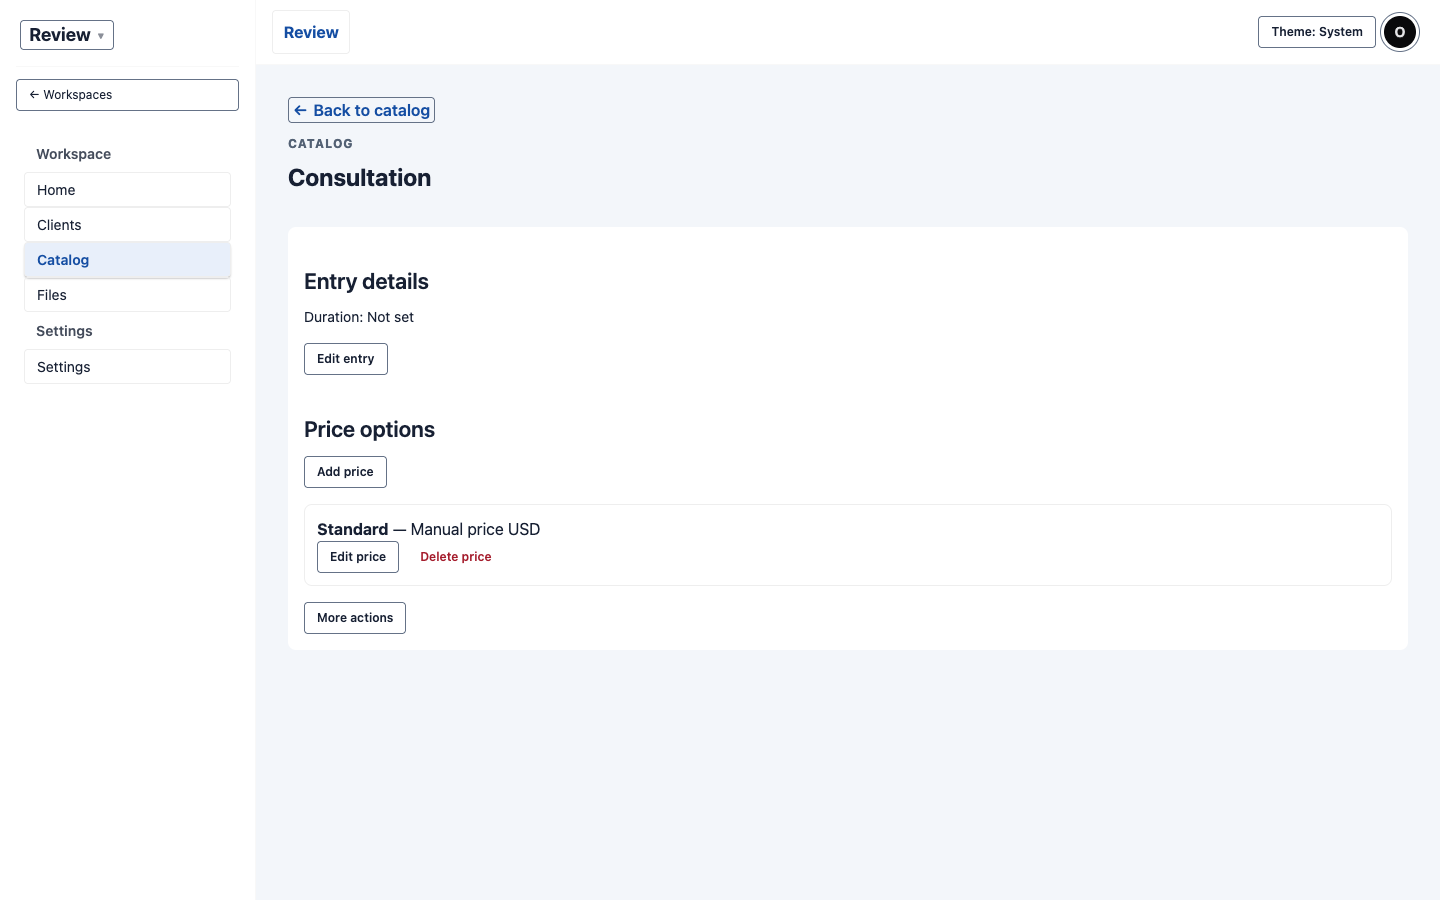 Review ▾
← Workspaces
Workspace
Home
Clients
Catalog
Files
Settings
Settings
Review
Theme: System
O
← Back to catalog
CATALOG
Consultation
Entry details
Duration: Not set
Edit entry
Price options
Add price
Standard — Manual price USD
Edit price
Delete price
More actions